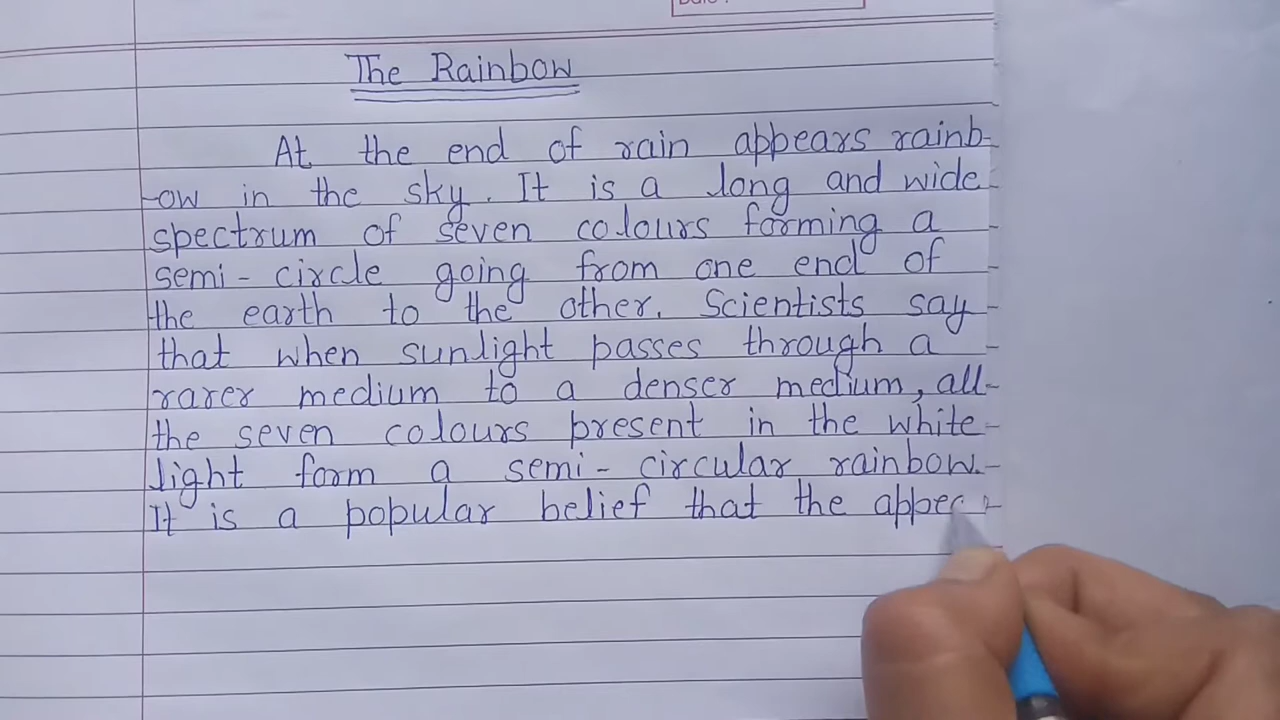 The Rainbow
At the end of rain appears rainb-
-ow in the sky. It is a long and wide
spectrum of seven colours forming a
semi-circle going from one end of
the earth to the other. Scientists say
that when sunlight passes through a
rarer medium to a denser medium, all
the seven colours present in the white
light form a semi-circular rainbow.
It is a popular belief that the appe